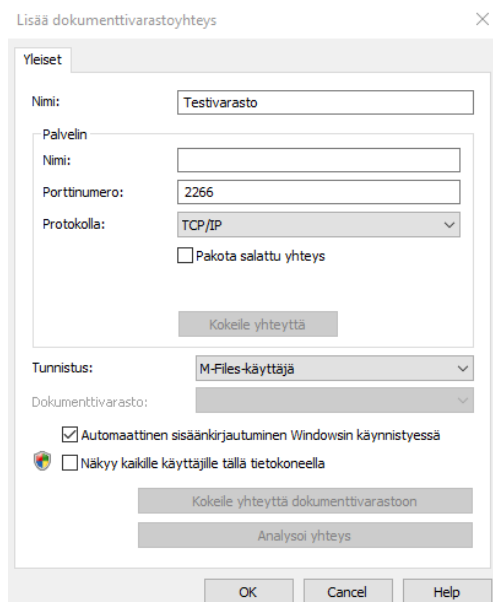 Lisää dokumenttivarastoyhteys
Yleiset
Nimi: Testivarasto
Palvelin
Nimi:
Porttinumero: 2266
Protokolla: TCP/IP
Pakota salattu yhteys
Kokeile yhteyttä
Tunnistus: M-Files-käyttäjä
Dokumenttivarasto:
Automaattinen sisäänkirjautuminen Windowsin käynnistyessä
Näkyy kaikille käyttäjille tällä tietokoneella
Kokeile yhteyttä dokumenttivarastoon
Analysoi yhteys
OK Cancel Help